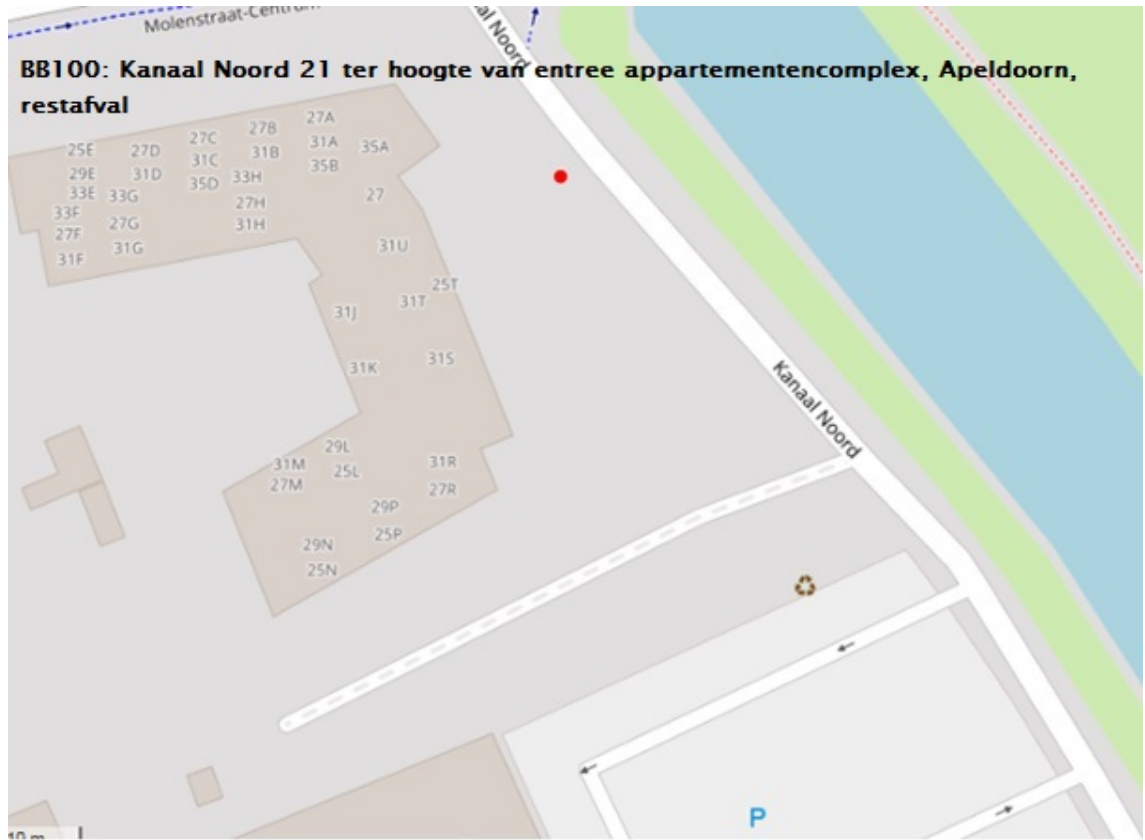 Molenstraat-Centrum
al Noord
BB100: Kanaal Noord 21 ter hoogte van entree appartementencomplex, Apeldoorn,
restafval
27A
27B
27C
31A
35A
25E
27D
31B
31C
35B
29E
31D
35D
33H
33E
33G
27
27H
33F
27G
31H
27F
31G
31U
31F
25T
31T
31J
31S
31K
Kanaal Noord
29L
31M
25L
31R
27M
27R
29P
25P
29N
25N
P
10 m